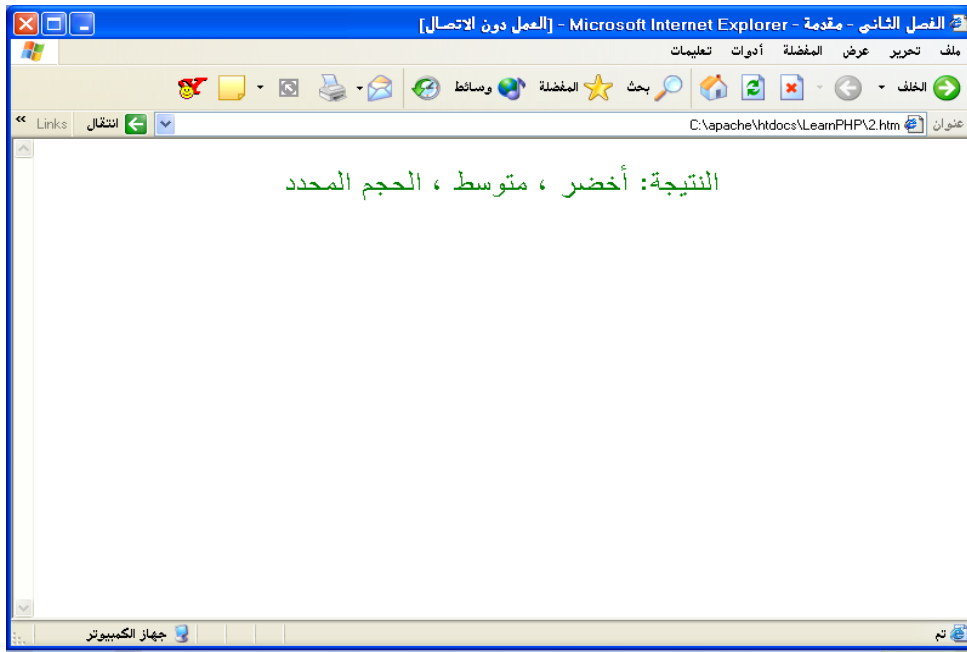 الفصل الثاني - مقدمة - Microsoft Internet Explorer - [العمل دون الاتصال]
ملف تحرير عرض المفضلة أدوات تعليمات
الخلف بحث المفضلة وسائط
عنوان C:\apache\htdocs\LearnPHP\2.htm انتقال Links »
النتيجة: أخضر ، متوسط ، الحجم المحدد
تم جهاز الكمبيوتر